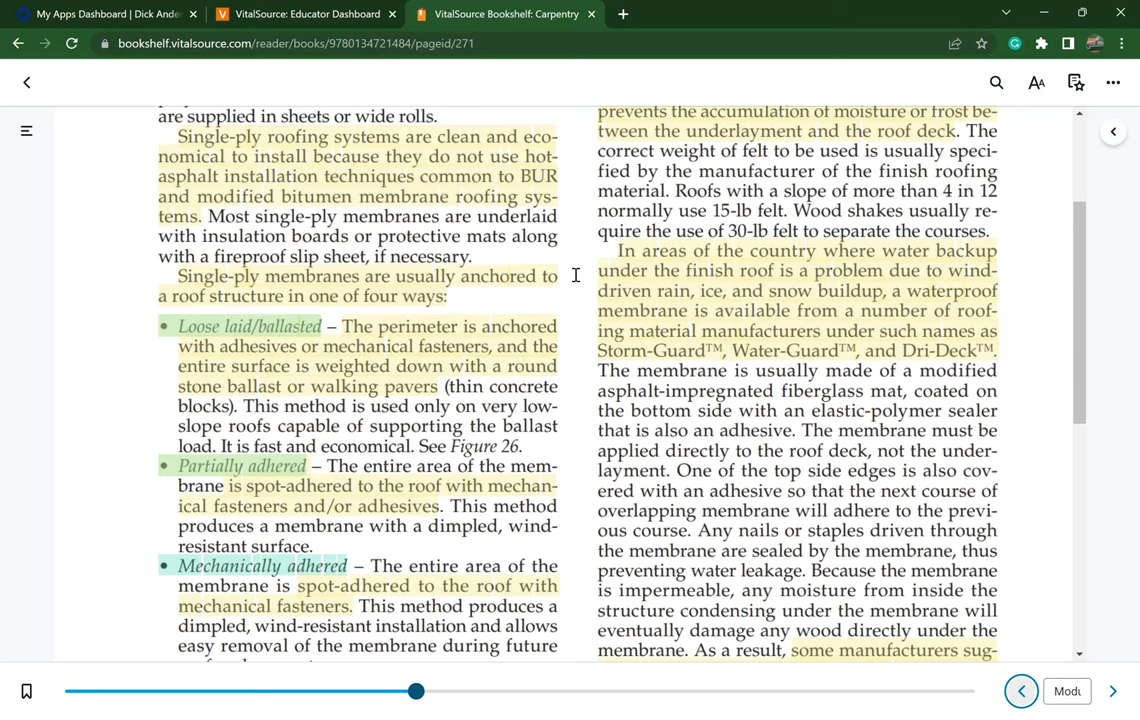 My Apps Dashboard | Dick Ander
VitalSource: Educator Dashboard
VitalSource Bookshelf: Carpentry
bookshelf.vitalsource.com/reader/books/9780134721484/pageid/271
are supplied in sheets or wide rolls.
Single-ply roofing systems are clean and eco-
nomical to install because they do not use hot-
asphalt installation techniques common to BUR
and modified bitumen membrane roofing sys-
tems. Most single-ply membranes are underlaid
with insulation boards or protective mats along
with a fireproof slip sheet, if necessary.
Single-ply membranes are usually anchored to
a roof structure in one of four ways:
• Loose laid/ballasted – The perimeter is anchored
with adhesives or mechanical fasteners, and the
entire surface is weighted down with a round
stone ballast or walking pavers (thin concrete
blocks). This method is used only on very low-
slope roofs capable of supporting the ballast
load. It is fast and economical. See Figure 26.
• Partially adhered – The entire area of the mem-
brane is spot-adhered to the roof with mechan-
ical fasteners and/or adhesives. This method
produces a membrane with a dimpled, wind-
resistant surface.
• Mechanically adhered – The entire area of the
membrane is spot-adhered to the roof with
mechanical fasteners. This method produces a
dimpled, wind-resistant installation and allows
easy removal of the membrane during future
prevents the accumulation of moisture or frost be-
tween the underlayment and the roof deck. The
correct weight of felt to be used is usually speci-
fied by the manufacturer of the finish roofing
material. Roofs with a slope of more than 4 in 12
normally use 15-lb felt. Wood shakes usually re-
quire the use of 30-lb felt to separate the courses.
In areas of the country where water backup
under the finish roof is a problem due to wind-
driven rain, ice, and snow buildup, a waterproof
membrane is available from a number of roof-
ing material manufacturers under such names as
Storm-Guard™, Water-Guard™, and Dri-Deck™.
The membrane is usually made of a modified
asphalt-impregnated fiberglass mat, coated on
the bottom side with an elastic-polymer sealer
that is also an adhesive. The membrane must be
applied directly to the roof deck, not the under-
layment. One of the top side edges is also cov-
ered with an adhesive so that the next course of
overlapping membrane will adhere to the previ-
ous course. Any nails or staples driven through
the membrane are sealed by the membrane, thus
preventing water leakage. Because the membrane
is impermeable, any moisture from inside the
structure condensing under the membrane will
eventually damage any wood directly under the
membrane. As a result, some manufacturers sug-
Modu